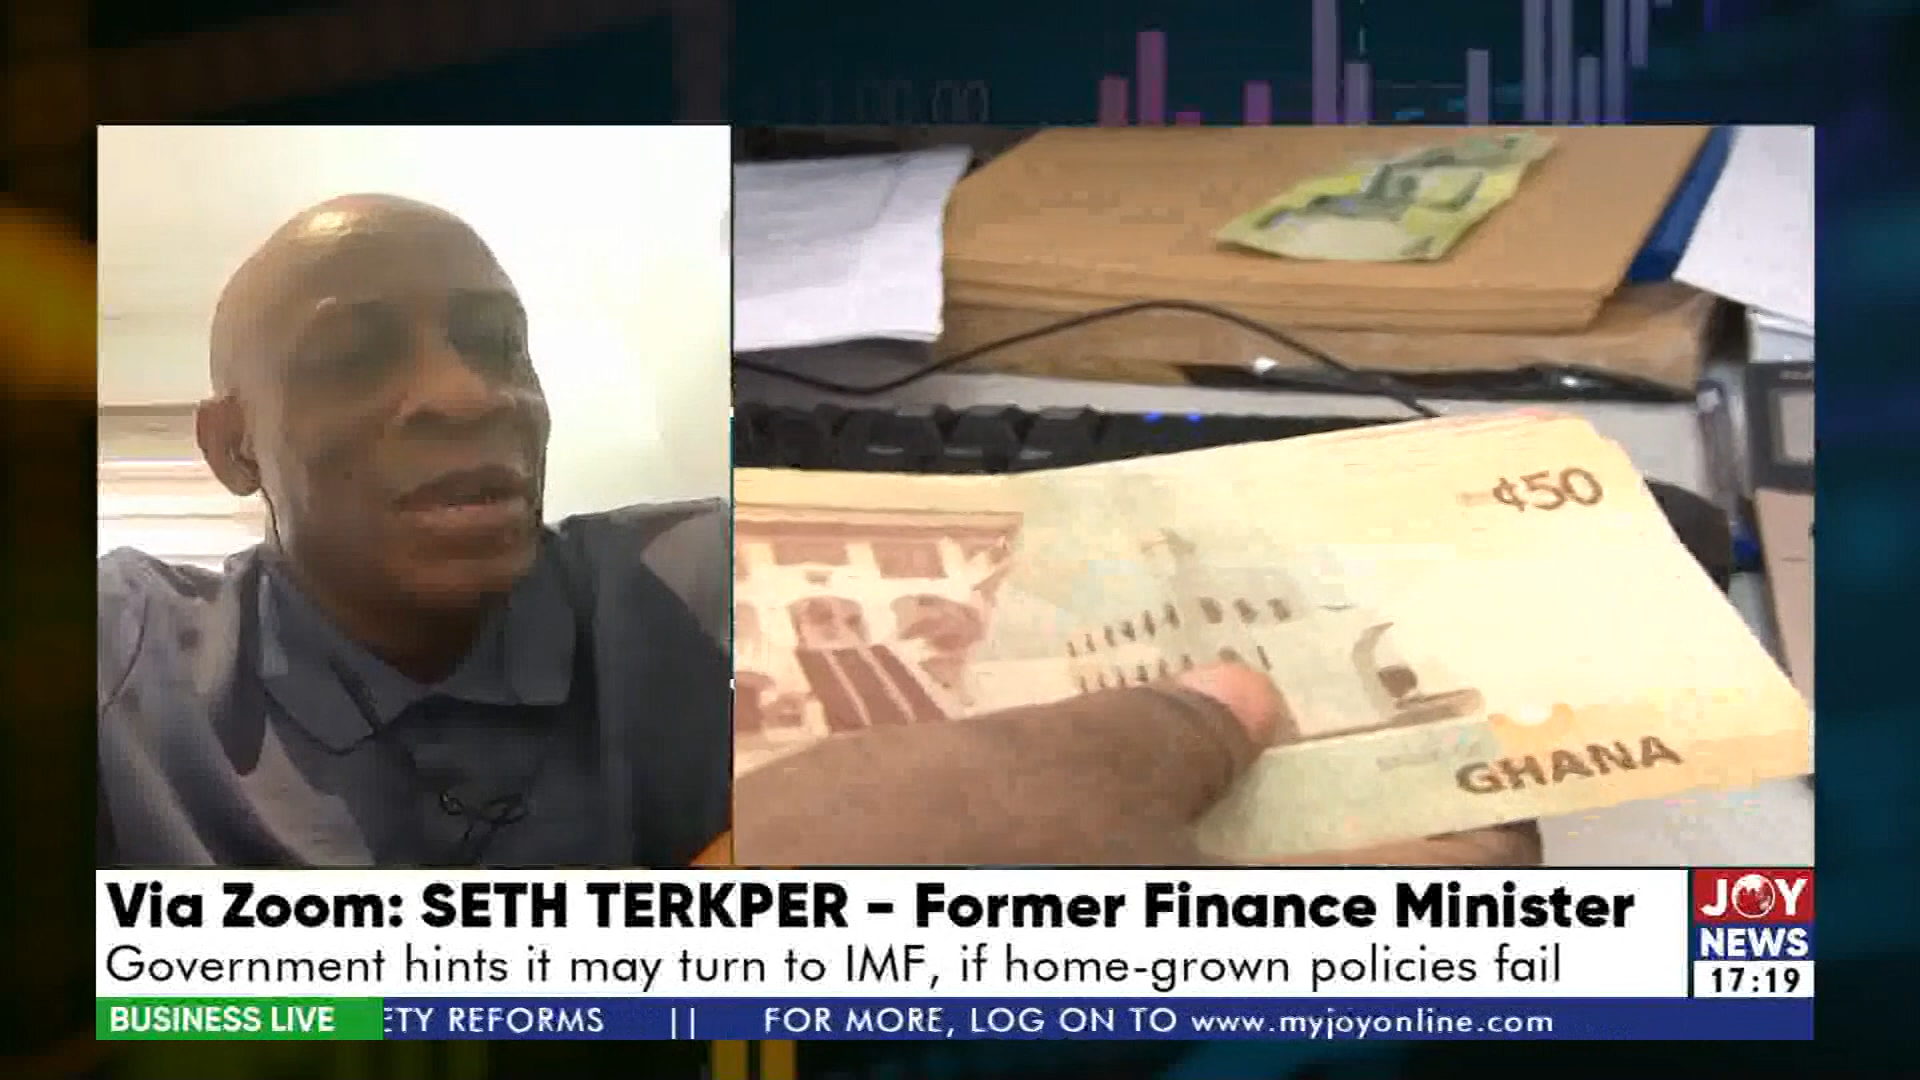 ¢50
GHANA
Via Zoom: SETH TERKPER - Former Finance Minister
Government hints it may turn to IMF, if home-grown policies fail
JOY
NEWS
17:19
BUSINESS LIVE
ETY REFORMS || FOR MORE, LOG ON TO www.myjoyonline.com